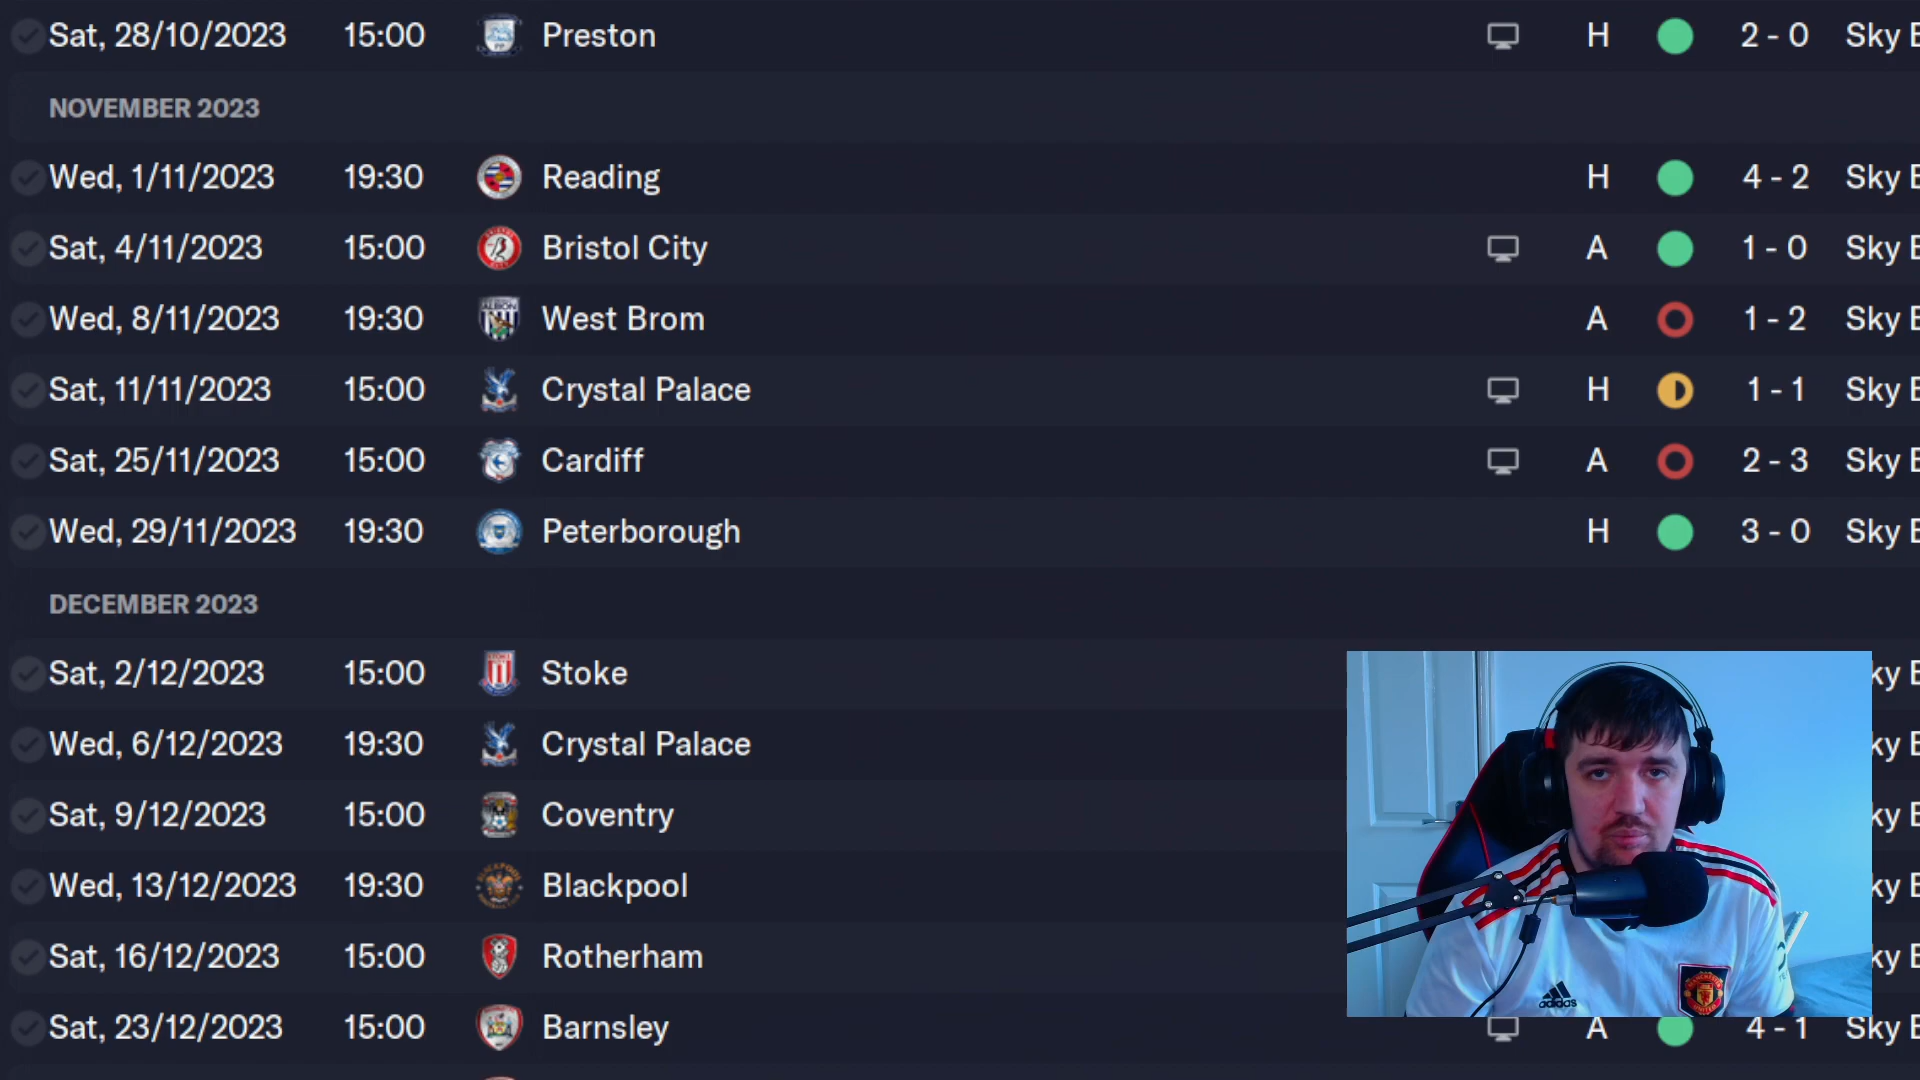 Sat, 28/10/2023 15:00 Preston H 2 - 0 Sky B
NOVEMBER 2023
Wed, 1/11/2023 19:30 Reading H 4 - 2 Sky B
Sat, 4/11/2023 15:00 Bristol City A 1 - 0 Sky B
Wed, 8/11/2023 19:30 West Brom A 1 - 2 Sky B
Sat, 11/11/2023 15:00 Crystal Palace H 1 - 1 Sky B
Sat, 25/11/2023 15:00 Cardiff A 2 - 3 Sky B
Wed, 29/11/2023 19:30 Peterborough H 3 - 0 Sky B
DECEMBER 2023
Sat, 2/12/2023 15:00 Stoke ky B
Wed, 6/12/2023 19:30 Crystal Palace ky B
Sat, 9/12/2023 15:00 Coventry ky B
Wed, 13/12/2023 19:30 Blackpool ky B
Sat, 16/12/2023 15:00 Rotherham ky B
adidas
Sat, 23/12/2023 15:00 Barnsley A 4 - 1 Sky B